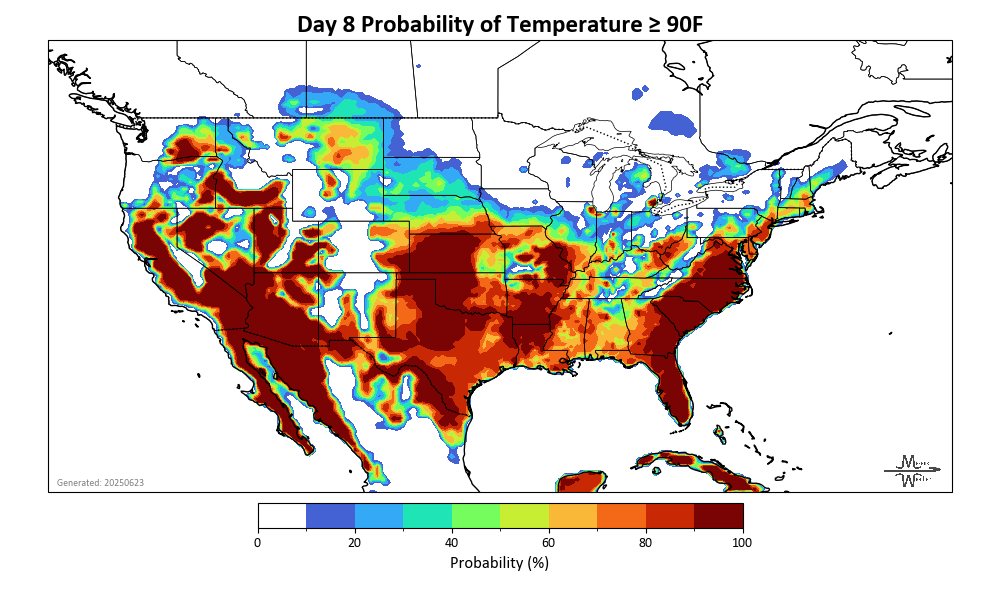 Day 8 Probability of Temperature ≥ 90F
Generated: 20250623
0 20 40 60 80 100
Probability (%)